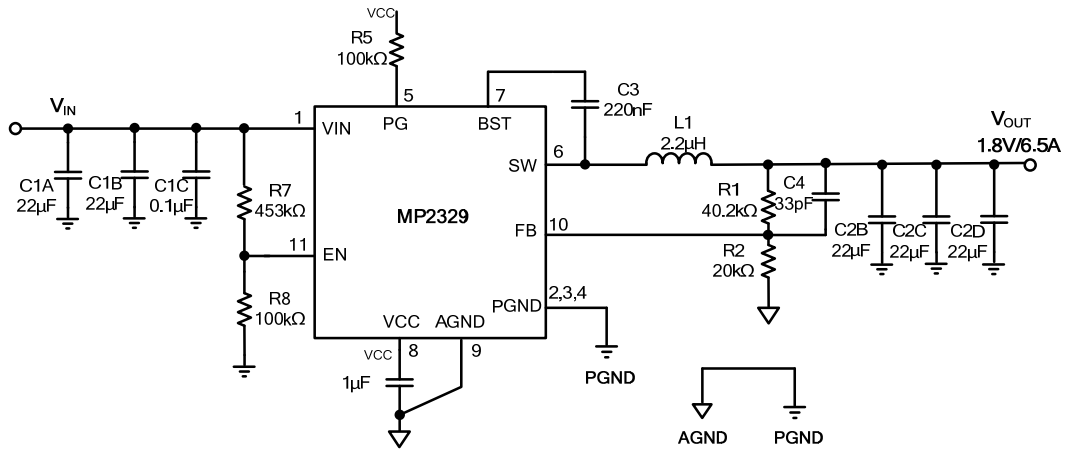 VCC
R5
100kΩ
5
7
C3
220nF
VIN
1
VIN
PG
BST
6
SW
L1
2.2µH
VOUT
1.8V/6.5A
C1A
22µF
C1B
22µF
C1C
0.1µF
R7
453kΩ
MP2329
R1
40.2kΩ
C4
33pF
FB
10
C2B
22µF
C2C
22µF
C2D
22µF
11
EN
R2
20kΩ
R8
100kΩ
PGND
2,3,4
VCC
AGND
VCC
8
9
1µF
PGND
AGND
PGND